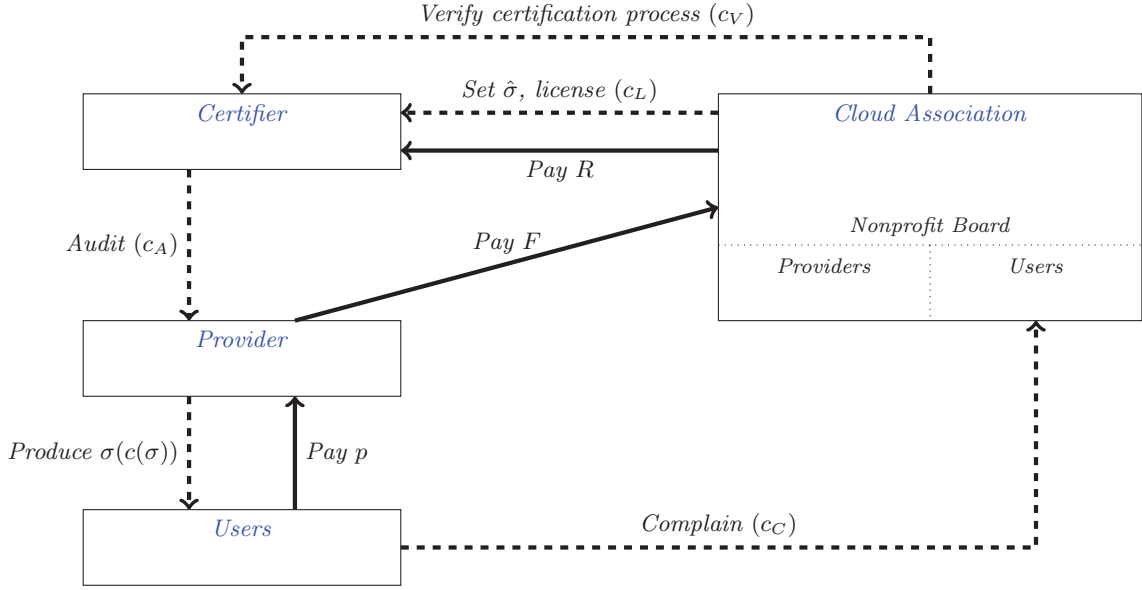 Verify certification process (c_V)
Set σ̂, license (c_L)
Certifier
Cloud Association
Pay R
Nonprofit Board
Audit (c_A)
Pay F
Providers
Users
Provider
Produce σ(c(σ))
Pay p
Users
Complain (c_C)